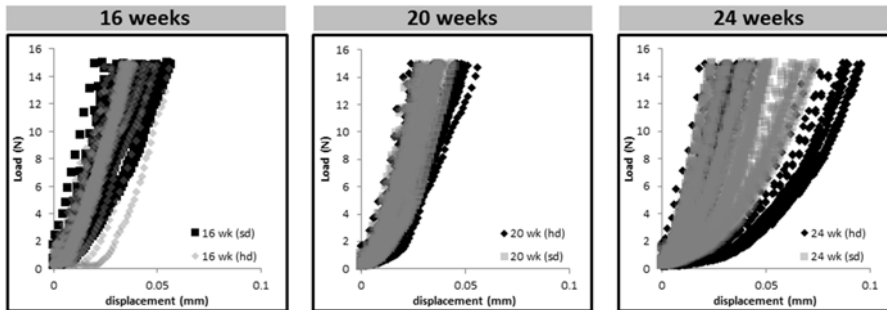 16 weeks
20 weeks
24 weeks
16
14
12
10
8
6
4
2
0
Load (N)
16 wk (sd)
16 wk (hd)
0
0.05
0.1
displacement (mm)
16
14
12
10
8
6
4
2
0
Load (N)
20 wk (hd)
20 wk (sd)
0
0.05
0.1
displacement (mm)
16
14
12
10
8
6
4
2
0
Load (N)
24 wk (hd)
24 wk (sd)
0
0.05
0.1
displacement (mm)